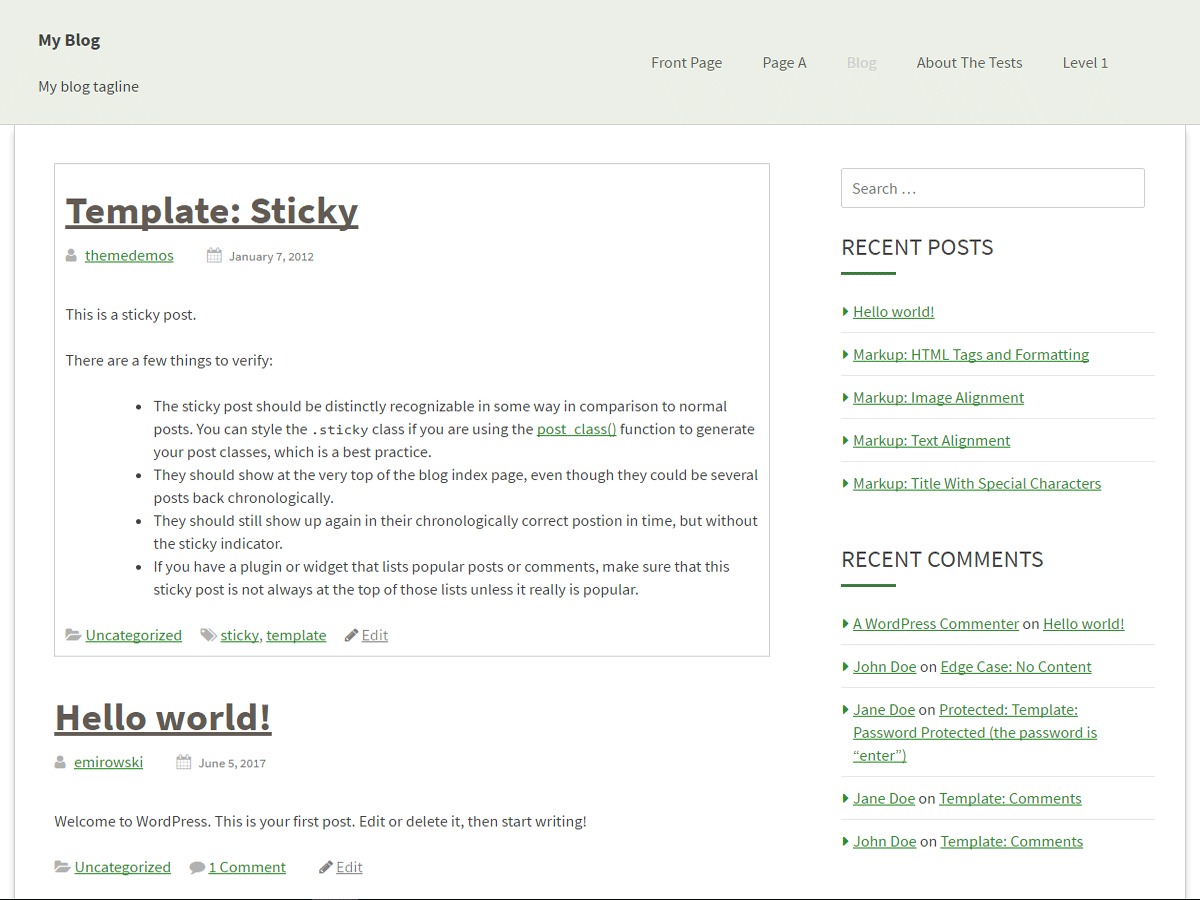 My Blog
My blog tagline
Front Page Page A Blog About The Tests Level 1
Template: Sticky
themedemos January 7, 2012
This is a sticky post.
There are a few things to verify:
• The sticky post should be distinctly recognizable in some way in comparison to normal
posts. You can style the .sticky class if you are using the post_class() function to generate
your post classes, which is a best practice.
• They should show at the very top of the blog index page, even though they could be several
posts back chronologically.
• They should still show up again in their chronologically correct postion in time, but without
the sticky indicator.
• If you have a plugin or widget that lists popular posts or comments, make sure that this
sticky post is not always at the top of those lists unless it really is popular.
Uncategorized sticky, template Edit
Hello world!
emirowski June 5, 2017
Welcome to WordPress. This is your first post. Edit or delete it, then start writing!
Uncategorized 1 Comment Edit
Search …
RECENT POSTS
Hello world!
Markup: HTML Tags and Formatting
Markup: Image Alignment
Markup: Text Alignment
Markup: Title With Special Characters
RECENT COMMENTS
A WordPress Commenter on Hello world!
John Doe on Edge Case: No Content
Jane Doe on Protected: Template:
Password Protected (the password is
“enter”)
Jane Doe on Template: Comments
John Doe on Template: Comments